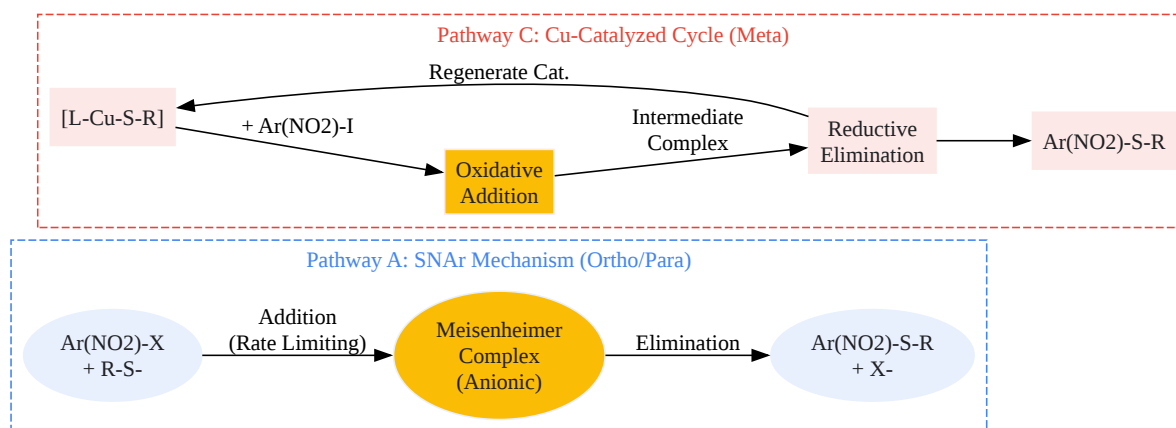 Pathway C: Cu-Catalyzed Cycle (Meta)
Regenerate Cat.
[L-Cu-S-R]
+ Ar(NO2)-I
Oxidative
Addition
Intermediate
Complex
Reductive
Elimination
Ar(NO2)-S-R
Pathway A: SNAr Mechanism (Ortho/Para)
Ar(NO2)-X
+ R-S-
Addition
(Rate Limiting)
Meisenheimer
Complex
(Anionic)
Elimination
Ar(NO2)-S-R
+ X-